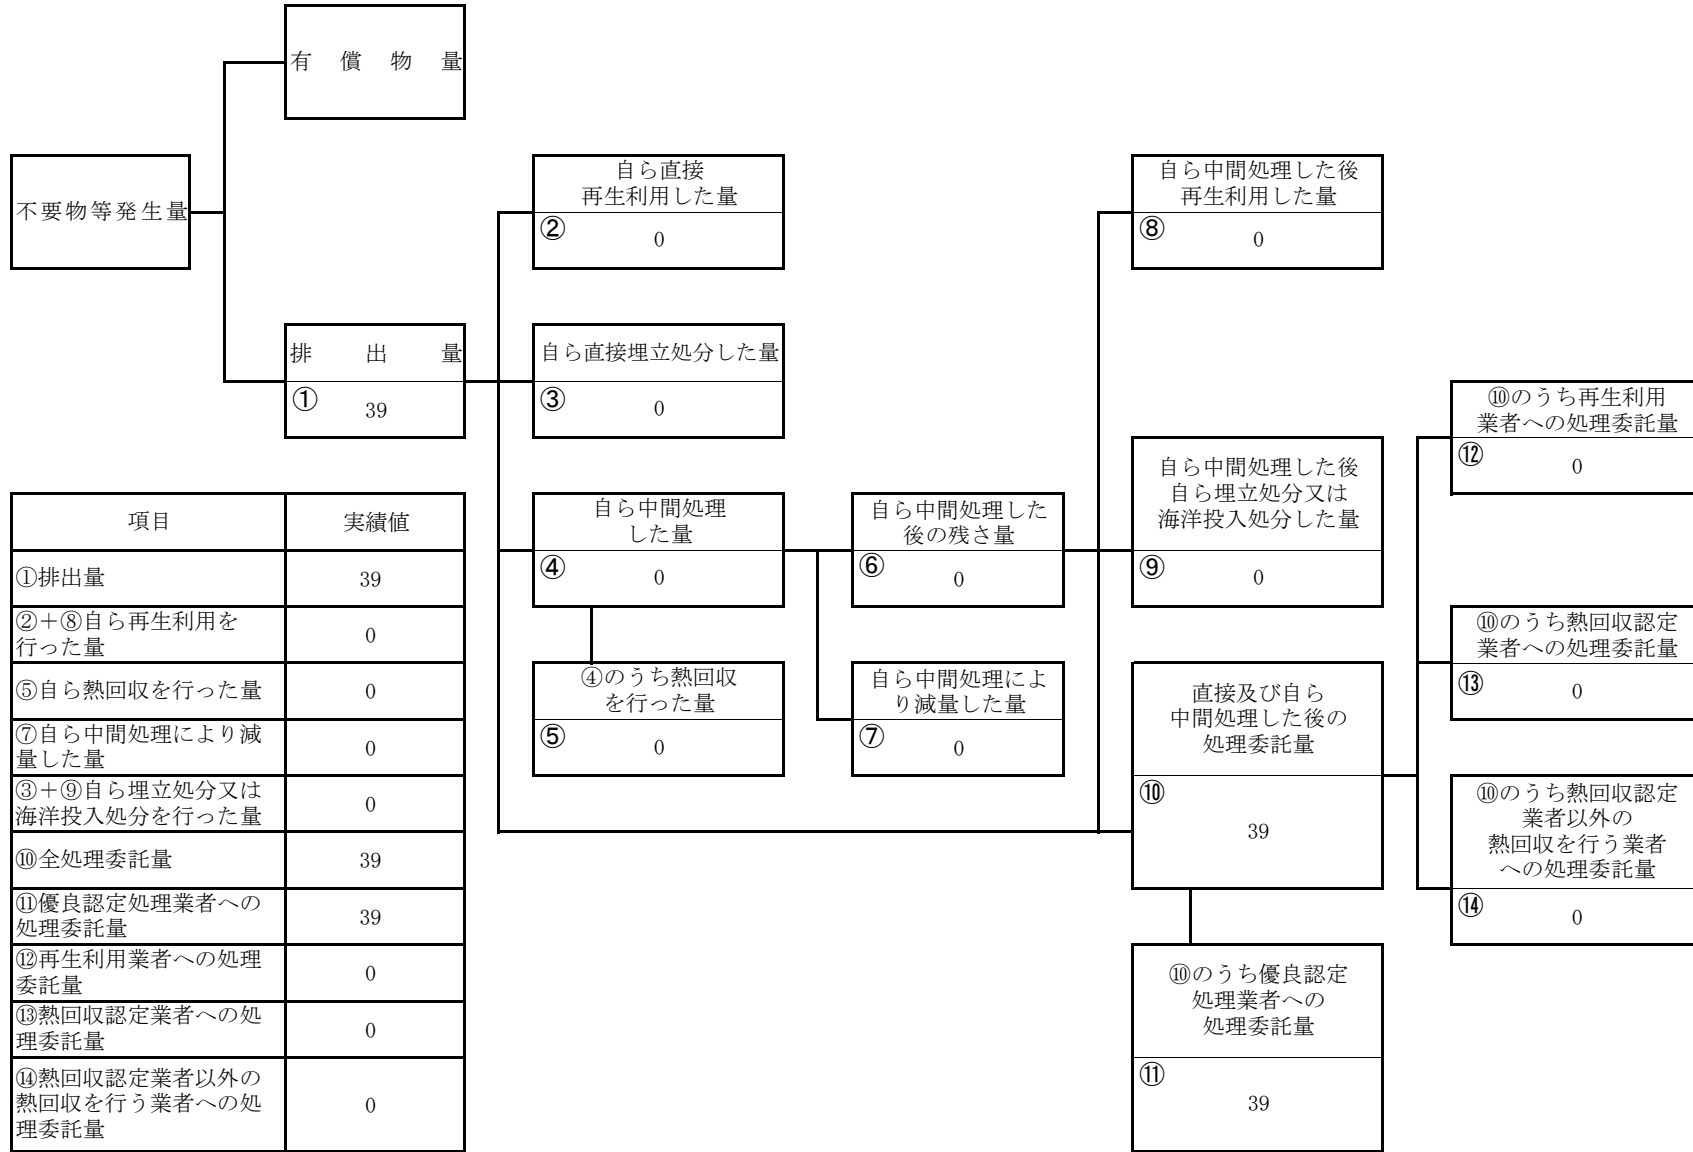 有償物量
不要物等発生量
自ら直接
再生利用した量
②
0
自ら中間処理した後
再生利用した量
⑧
0
排出量
①
39
自ら直接埋立処分した量
③
0
⑩のうち再生利用
業者への処理委託量
⑫
0
自ら中間処理した後
自ら埋立処分又は
海洋投入処分した量
⑨
0
自ら中間処理
した量
④
0
自ら中間処理した
後の残さ量
⑥
0
⑩のうち熱回収認定
業者への処理委託量
⑬
0
④のうち熱回収
を行った量
⑤
0
自ら中間処理によ
り減量した量
⑦
0
直接及び自ら
中間処理した後の
処理委託量
⑩
39
⑩のうち熱回収認定
業者以外の
熱回収を行う業者
への処理委託量
⑭
0
⑩のうち優良認定
処理業者への
処理委託量
⑪
39
項目 実績値
①排出量 39
②＋⑧自ら再生利用を
行った量 0
⑤自ら熱回収を行った量 0
⑦自ら中間処理により減
量した量 0
③＋⑨自ら埋立処分又は
海洋投入処分を行った量 0
⑩全処理委託量 39
⑪優良認定処理業者への
処理委託量 39
⑫再生利用業者への処理
委託量 0
⑬熱回収認定業者への処
理委託量 0
⑭熱回収認定業者以外の
熱回収を行う業者への処
理委託量 0